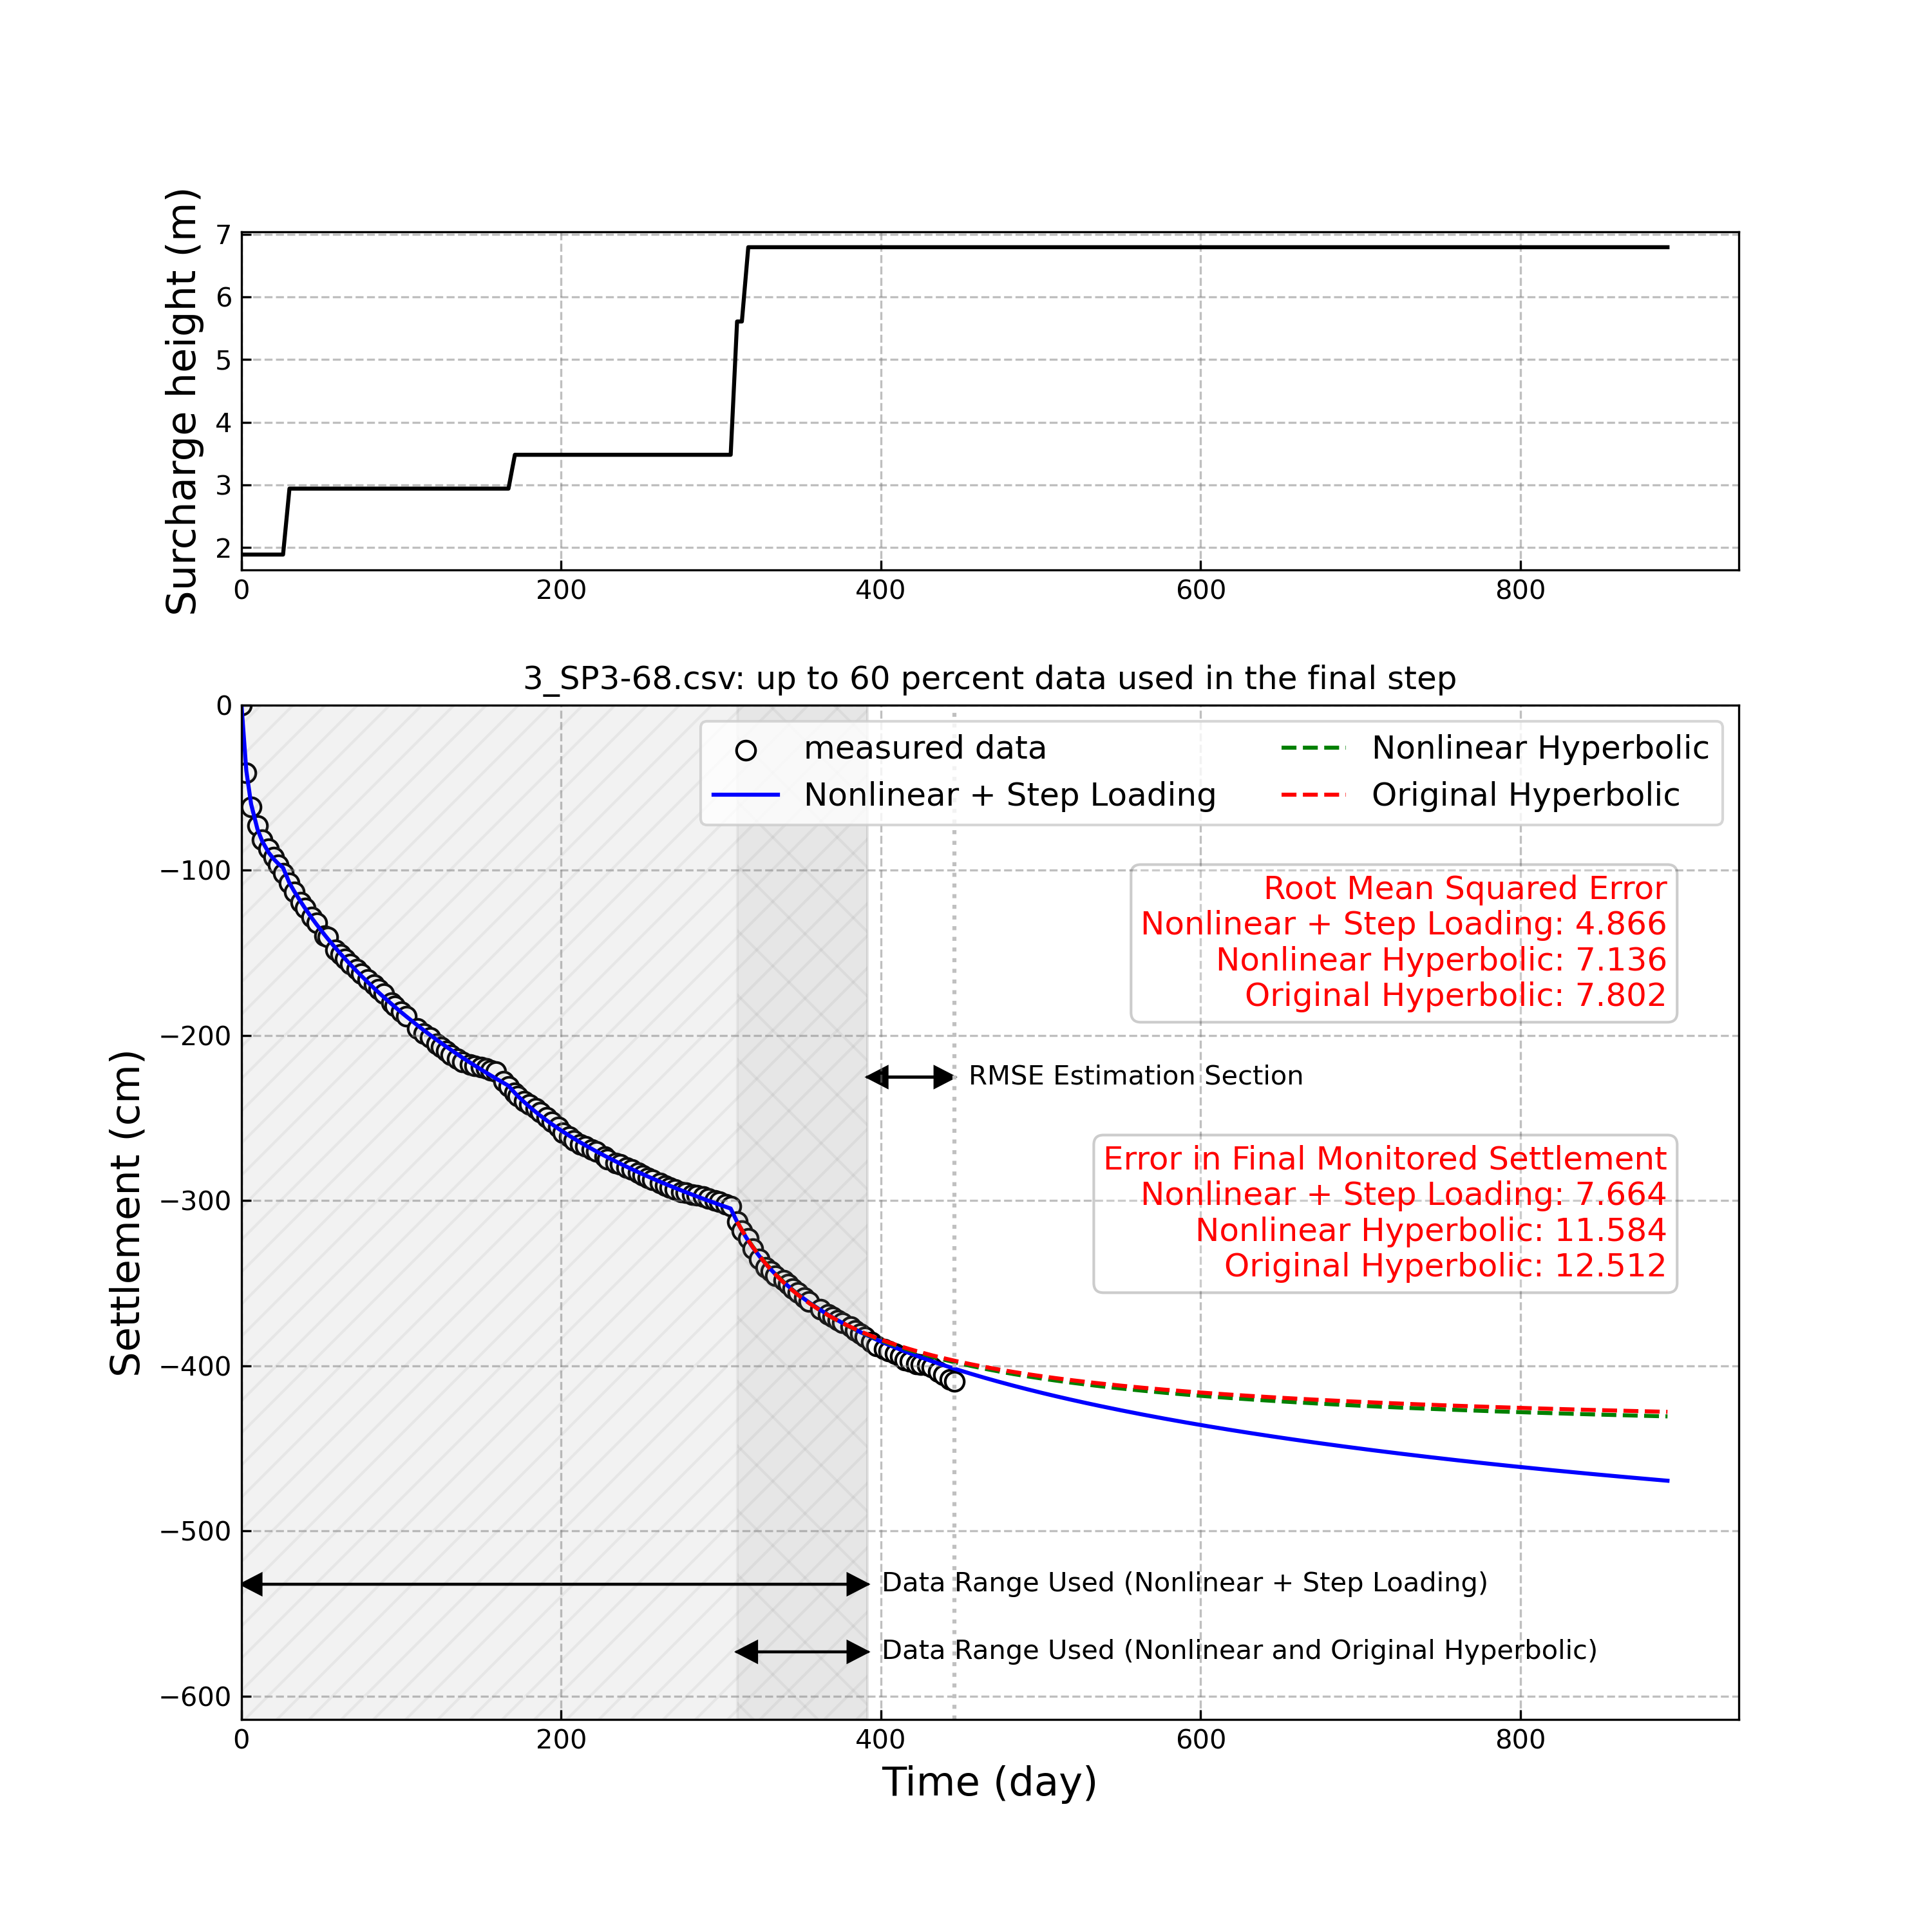 Surcharge height (m)
7
6
5
4
3
2
0 200 400 600 800
3_SP3-68.csv: up to 60 percent data used in the final step
measured data
Nonlinear + Step Loading
Nonlinear Hyperbolic
Original Hyperbolic
Root Mean Squared Error
Nonlinear + Step Loading: 4.866
Nonlinear Hyperbolic: 7.136
Original Hyperbolic: 7.802
RMSE Estimation Section
Error in Final Monitored Settlement
Nonlinear + Step Loading: 7.664
Nonlinear Hyperbolic: 11.584
Original Hyperbolic: 12.512
Data Range Used (Nonlinear + Step Loading)
Data Range Used (Nonlinear and Original Hyperbolic)
Settlement (cm)
0
−100
−200
−300
−400
−500
−600
0 200 400 600 800
Time (day)